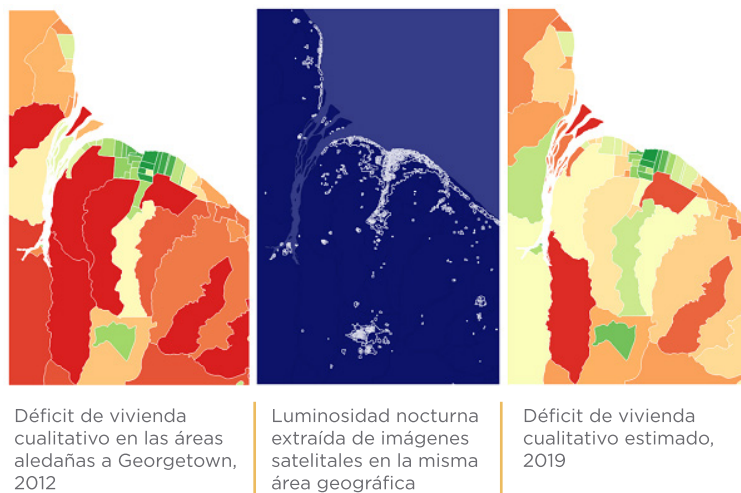 Déficit de vivienda
cualitativo en las áreas
aledañas a Georgetown,
2012
Luminosidad nocturna
extraída de imágenes
satelitales en la misma
área geográfica
Déficit de vivienda
cualitativo estimado,
2019